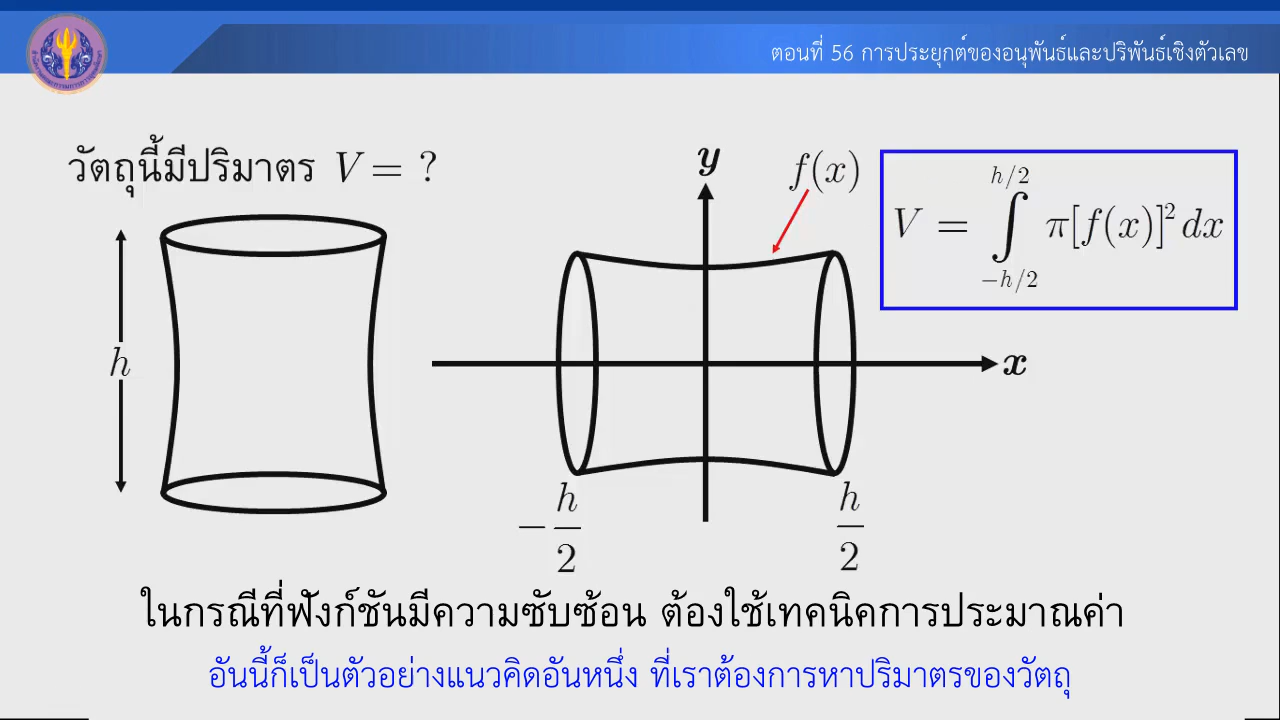 ตอนที่ 56 การประยุกต์ของอนุพันธ์และปริพันธ์เชิงตัวเลข
วัตถุนี้มีปริมาตร V = ?
h
y
f(x)
x
-h/2
h/2
V = ∫_{-h/2}^{h/2} π[f(x)]² dx
ในกรณีที่ฟังก์ชันมีความซับซ้อน ต้องใช้เทคนิคการประมาณค่า
อันนี้ก็เป็นตัวอย่างแนวคิดอันหนึ่ง ที่เราต้องการหาปริมาตรของวัตถุ